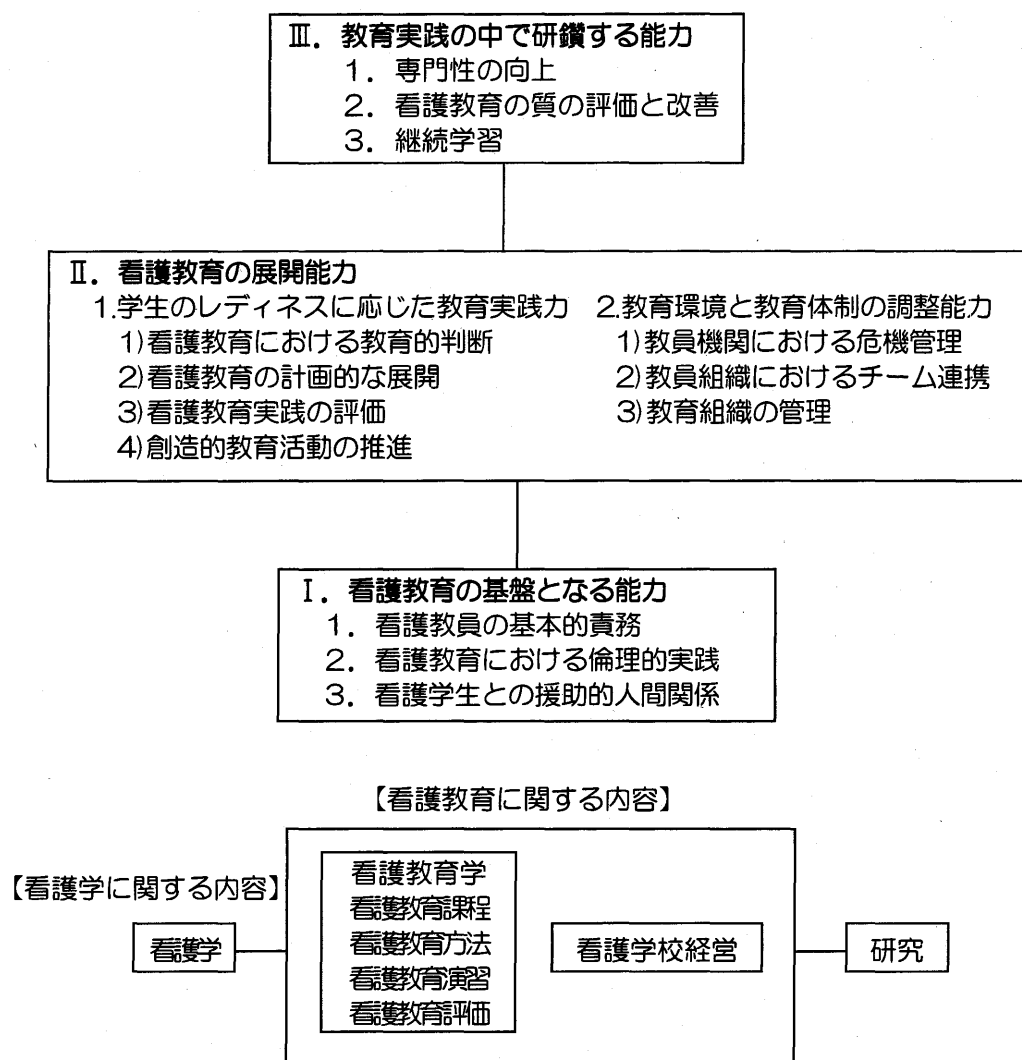 Ⅲ．教育実践の中で研鑽する能力
1．専門性の向上
2．看護教育の質の評価と改善
3．継続学習
Ⅱ．看護教育の展開能力
1.学生のレディネスに応じた教育実践力
1)看護教育における教育的判断
2)看護教育の計画的な展開
3)看護教育実践の評価
4)創造的教育活動の推進
2.教育環境と教育体制の調整能力
1)教員機関における危機管理
2)教員組織におけるチーム連携
3)教育組織の管理
Ⅰ．看護教育の基盤となる能力
1．看護教員の基本的責務
2．看護教育における倫理的実践
3．看護学生との援助的人間関係
【看護教育に関する内容】
【看護学に関する内容】
看護学
看護教育学
看護教育課程
看護教育方法
看護教育演習
看護教育評価
看護学校経営
研究